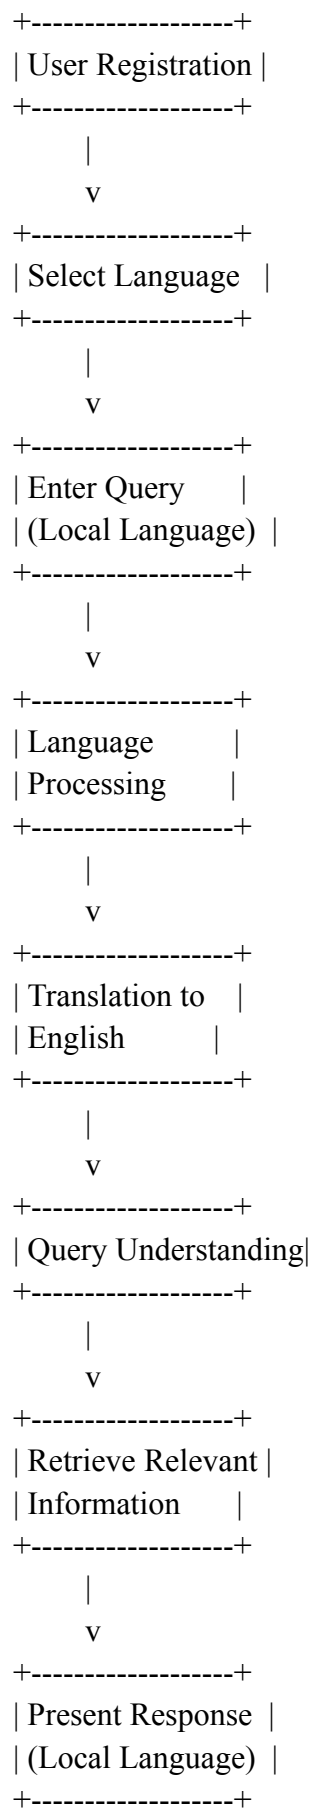 +-------------------+
| User Registration |
+-------------------+
|
v
+-------------------+
| Select Language |
+-------------------+
|
v
+-------------------+
| Enter Query |
| (Local Language) |
+-------------------+
|
v
+-------------------+
| Language |
| Processing |
+-------------------+
|
v
+-------------------+
| Translation to |
| English |
+-------------------+
|
v
+-------------------+
| Query Understanding|
+-------------------+
|
v
+-------------------+
| Retrieve Relevant |
| Information |
+-------------------+
|
v
+-------------------+
| Present Response |
| (Local Language) |
+-------------------+